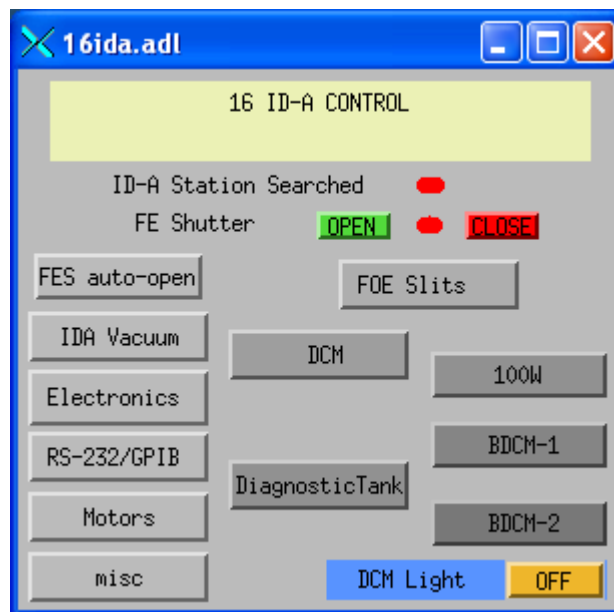 16ida.adl
16 ID-A CONTROL
ID-A Station Searched
FE Shutter OPEN CLOSE
FES auto-open FOE Slits
IDA Vacuum DCM
100W
Electronics
BDCM-1
RS-232/GPIB
DiagnosticTank
Motors BDCM-2
misc DCM Light OFF